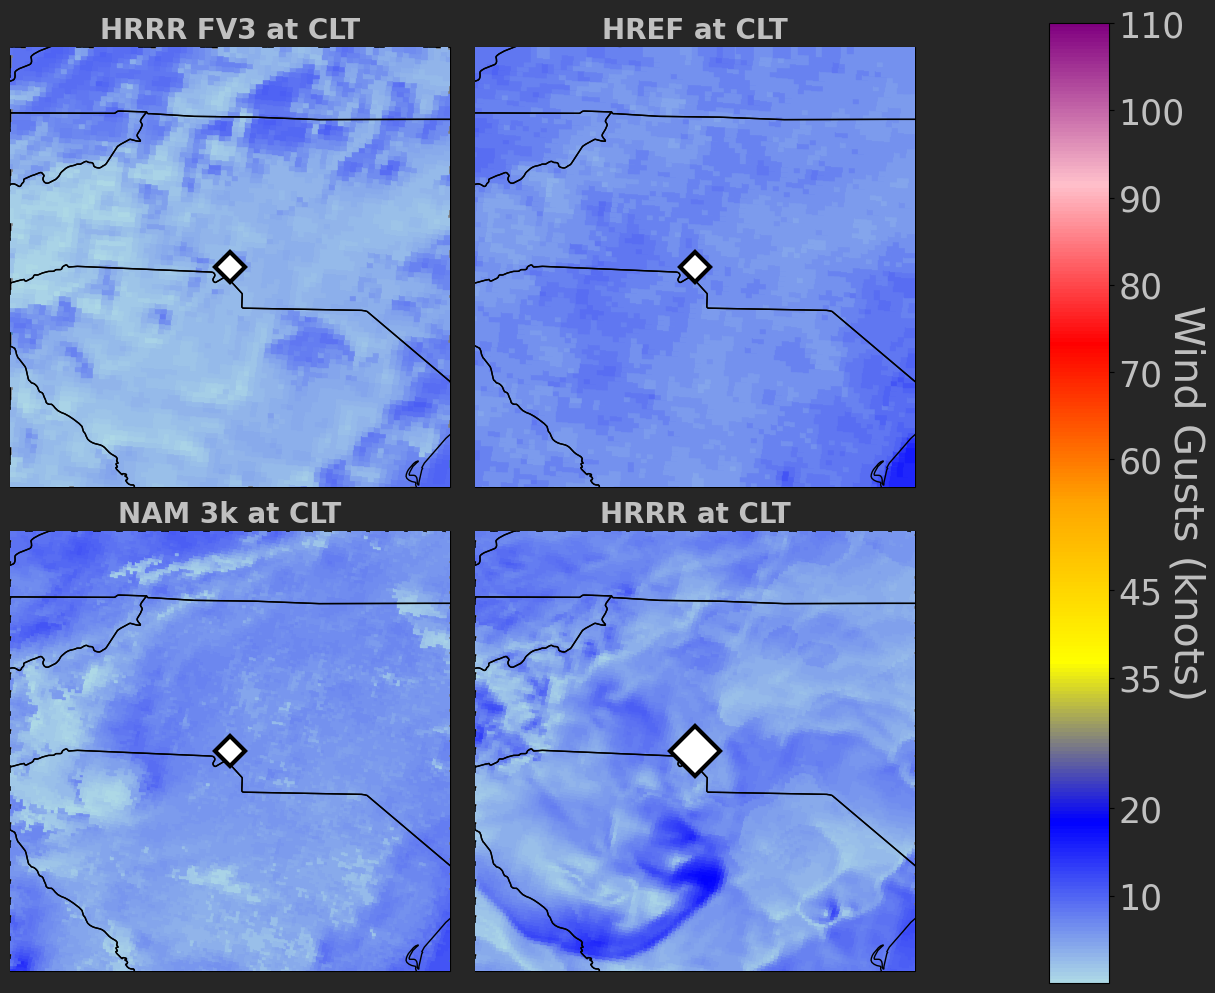 HRRR FV3 at CLT
HREF at CLT
NAM 3k at CLT
HRRR at CLT
110
100
90
80
70
60
45
35
20
10
Wind Gusts (knots)